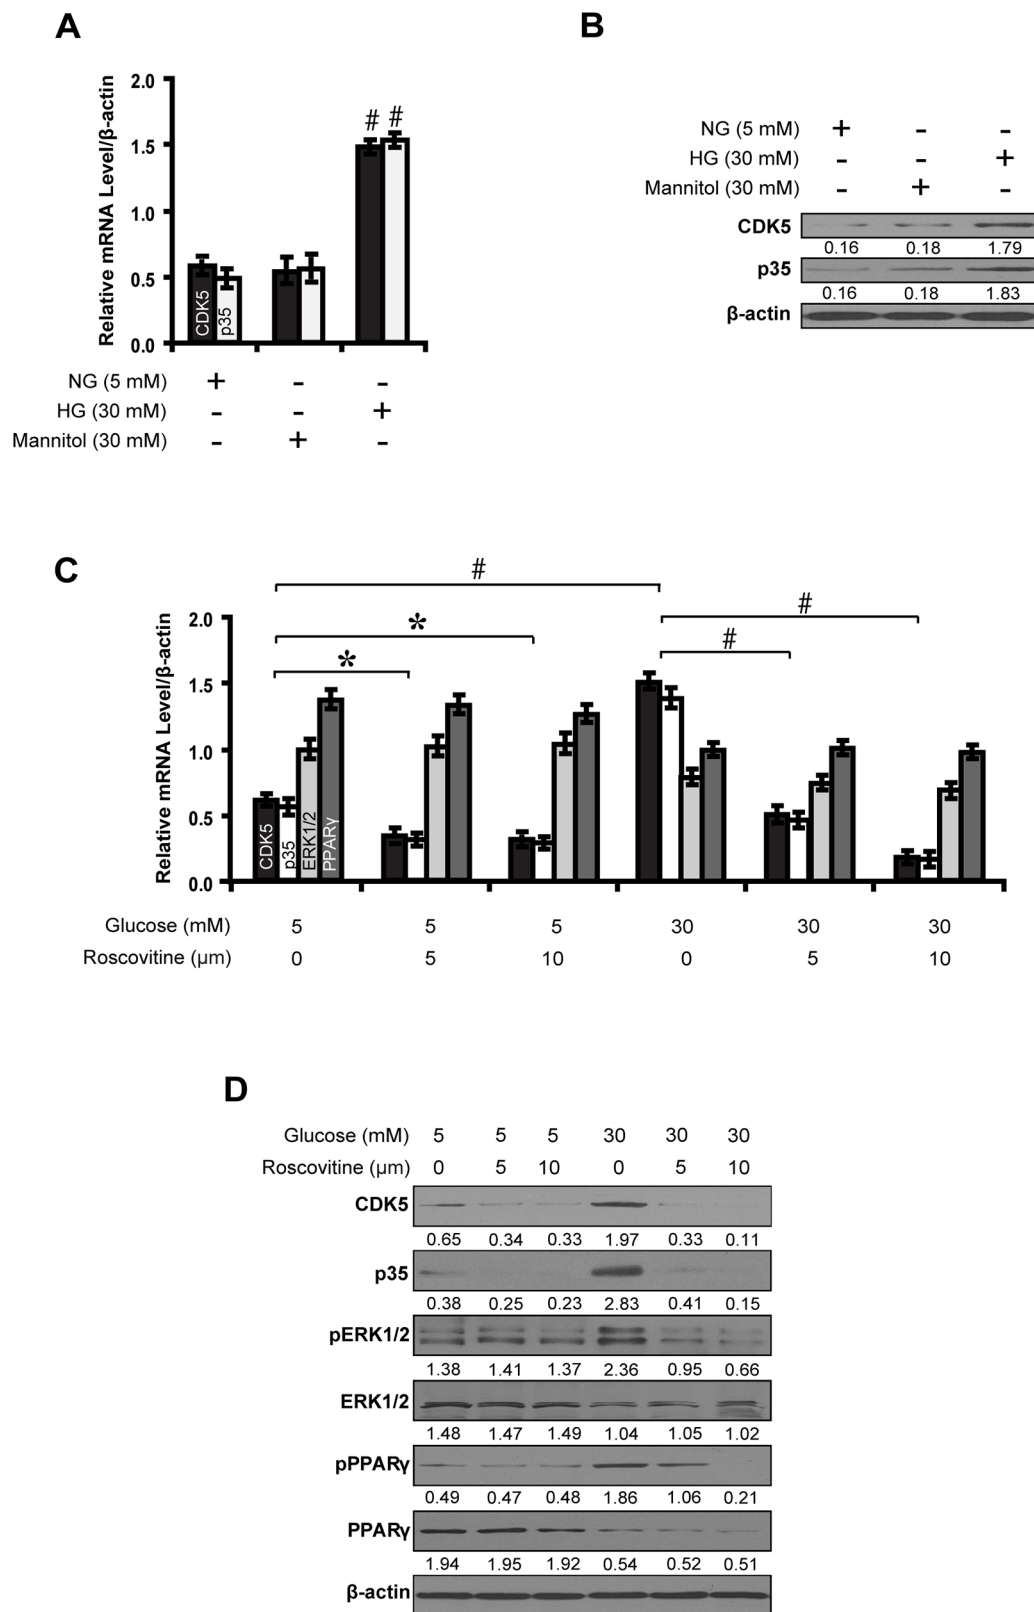 A
Relative mRNA Level/β-actin
2.0
1.5
1.0
0.5
0.0
# #
CDK5
p35
NG (5 mM) + - -
HG (30 mM) - - +
Mannitol (30 mM) - + -
B
NG (5 mM) + - -
HG (30 mM) - - +
Mannitol (30 mM) - + -
CDK5
0.16 0.18 1.79
p35
0.16 0.18 1.83
β-actin
C
Relative mRNA Level/β-actin
2.0
1.5
1.0
0.5
0.0
#
*
*
#
#
CDK5
p35
ERK1/2
PPARγ
Glucose (mM) 5 5 5 30 30 30
Roscovitine (μm) 0 5 10 0 5 10
D
Glucose (mM) 5 5 5 30 30 30
Roscovitine (μm) 0 5 10 0 5 10
CDK5
0.65 0.34 0.33 1.97 0.33 0.11
p35
0.38 0.25 0.23 2.83 0.41 0.15
pERK1/2
1.38 1.41 1.37 2.36 0.95 0.66
ERK1/2
1.48 1.47 1.49 1.04 1.05 1.02
pPPARγ
0.49 0.47 0.48 1.86 1.06 0.21
PPARγ
1.94 1.95 1.92 0.54 0.52 0.51
β-actin